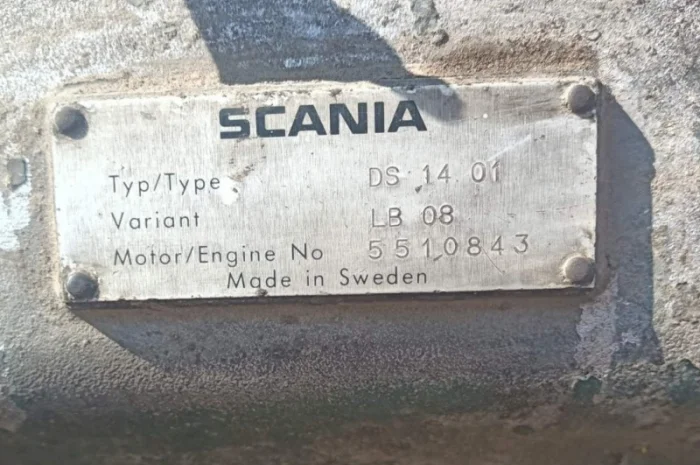 SCANIA
Typ/Type DS 14 01
Variant LB 08
Motor/Engine No 5510843
Made in Sweden